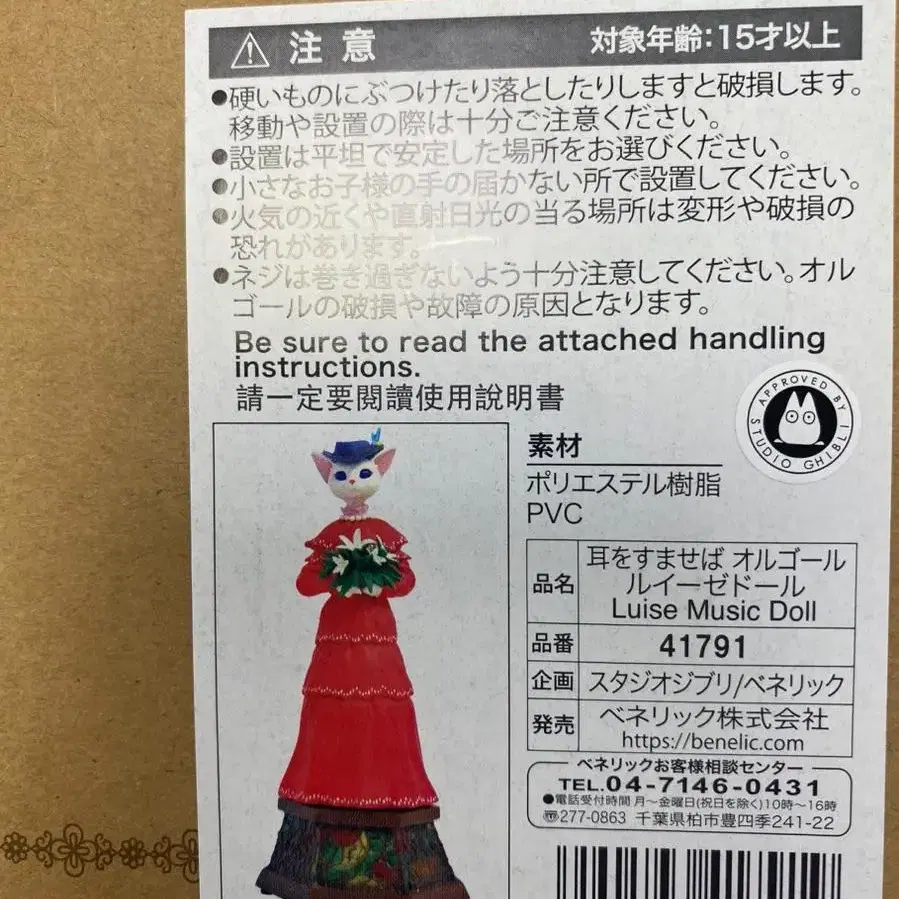 注意 対象年齢:15才以上
●硬いものにぶつけたり落としたりしますと破損します。
移動や設置の際は十分ご注意ください。
●設置は平坦で安定した場所をお選びください。
●小さなお子様の手の届かない所で設置してください。
●火気の近くや直射日光の当る場所は変形や破損の
恐れがあります。
●ネジは巻き過ぎないよう十分注意してください。オル
ゴールの破損や故障の原因となります。
Be sure to read the attached handling
instructions.
請一定要閱讀使用說明書
APPROVED BY
STUDIO GHIBLI
素材
ポリエステル樹脂
PVC
品名
耳をすませば オルゴール
ルイーゼドール
Luise Music Doll
品番 41791
企画 スタジオジブリ/ベネリック
発売 ベネリック株式会社
https://benelic.com
ベネリックお客様相談センター
TEL.04-7146-0431
●電話受付時間 月～金曜日(祝日を除く)10時～16時
〠277-0863 千葉県柏市豊四季241-22